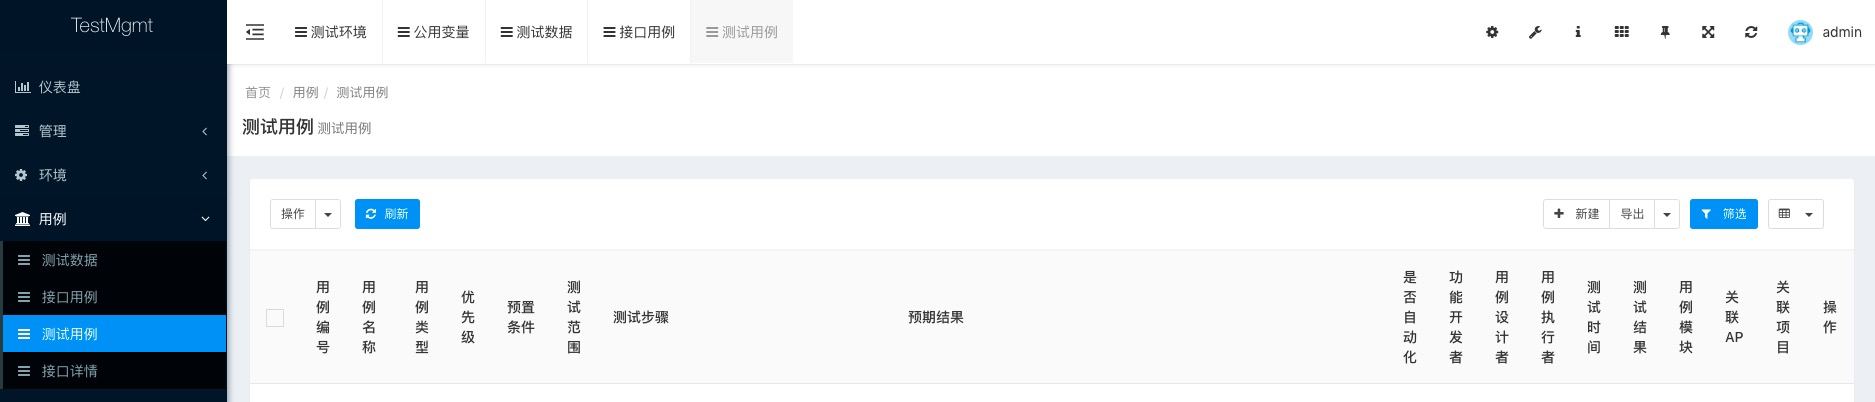 TestMgmt
仪表盘
管理
环境
用例
测试数据
接口用例
测试用例
接口详情
测试环境 公用变量 测试数据 接口用例 测试用例
admin
首页 / 用例 / 测试用例
测试用例 测试用例
操作 刷新 新建 导出 筛选
用例编号 用例名称 用例类型 优先级 预置条件 测试范围 测试步骤 预期结果 是否自动化 功能开发者 用例设计者 用例执行者 测试时间 测试结果 用例模块 关联AP 关联项目 操作